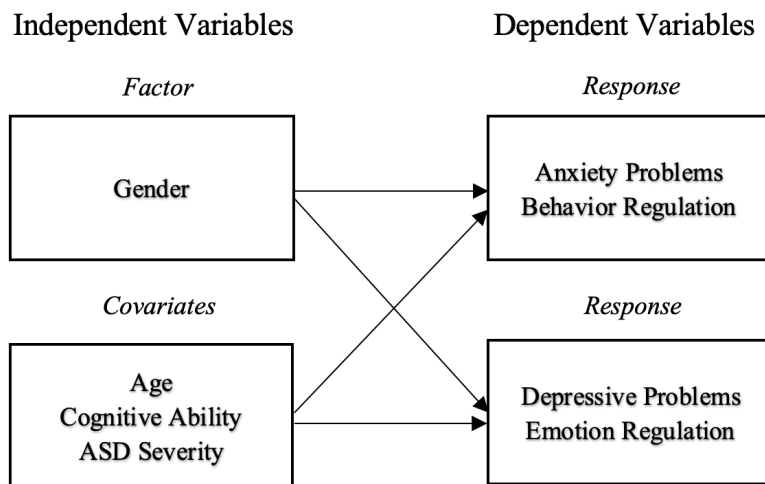 Independent Variables
Dependent Variables
Factor
Response
Gender
Anxiety Problems
Behavior Regulation
Covariates
Response
Age
Cognitive Ability
ASD Severity
Depressive Problems
Emotion Regulation